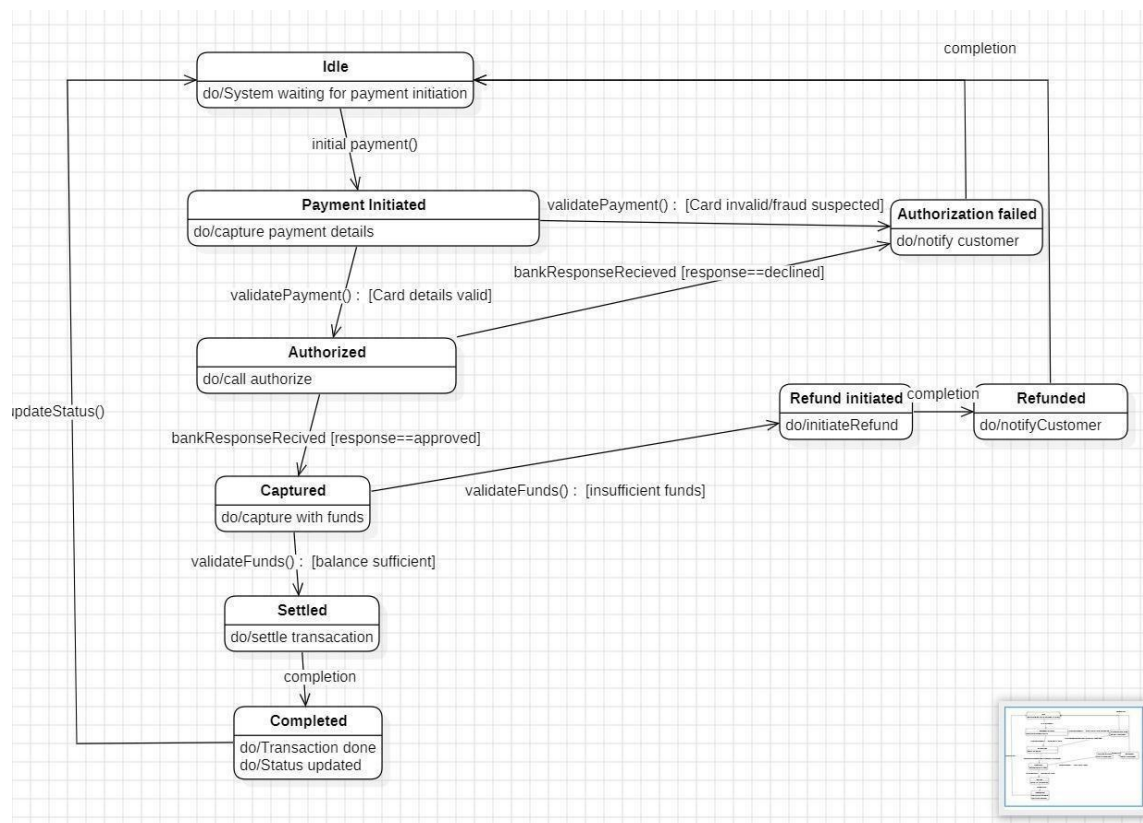 completion
Idle
do/System waiting for payment initiation
initial payment()
Payment Initiated
do/capture payment details
validatePayment() : [Card invalid/fraud suspected]
Authorization failed
do/notify customer
bankResponseRecieved [response==declined]
validatePayment() : [Card details valid]
Authorized
do/call authorize
updateStatus()
bankResponseRecived [response==approved]
Refund initiated
do/initiateRefund
completion
Refunded
do/notifyCustomer
Captured
do/capture with funds
validateFunds() : [insufficient funds]
validateFunds() : [balance sufficient]
Settled
do/settle transacation
completion
Completed
do/Transaction done
do/Status updated